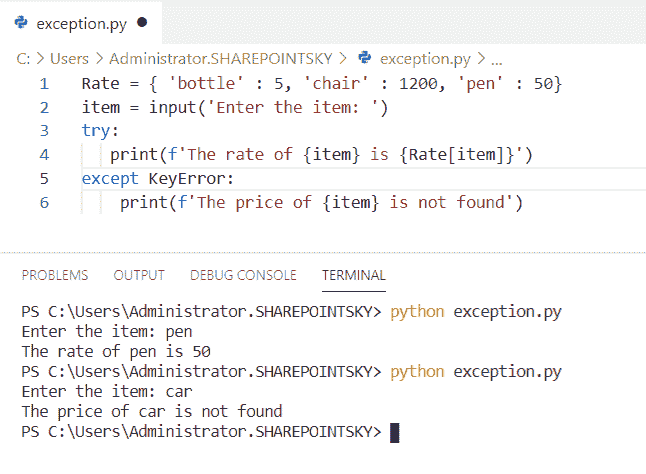 exception.py
C: > Users > Administrator.SHAREPOINTSKY > exception.py > ...
1 Rate = { 'bottle' : 5, 'chair' : 1200, 'pen' : 50}
2 item = input('Enter the item: ')
3 try:
4 print(f'The rate of {item} is {Rate[item]}')
5 except KeyError:
6 print(f'The price of {item} is not found')
PROBLEMS OUTPUT DEBUG CONSOLE TERMINAL
PS C:\Users\Administrator.SHAREPOINTSKY> python exception.py
Enter the item: pen
The rate of pen is 50
PS C:\Users\Administrator.SHAREPOINTSKY> python exception.py
Enter the item: car
The price of car is not found
PS C:\Users\Administrator.SHAREPOINTSKY>